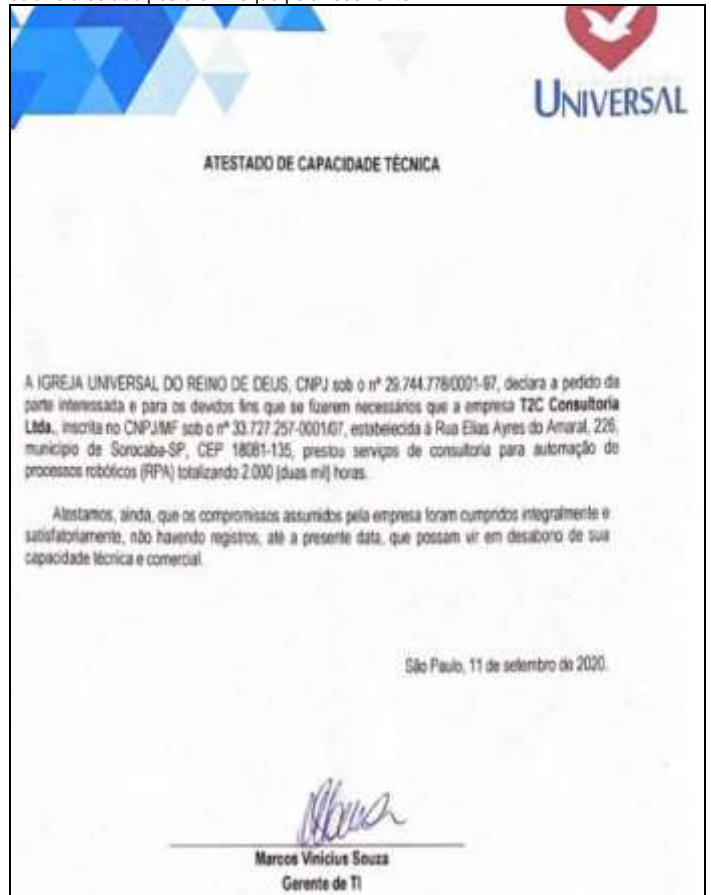 UNIVERSAL
ATESTADO DE CAPACIDADE TÉCNICA
A IGREJA UNIVERSAL DO REINO DE DEUS, CNPJ sob o nº 29.744.778/0001-97, declara a pedido da
parte interessada e para os devidos fins que se fizerem necessários que a empresa T2C Consultoria
Ltda., inscrita no CNPJ/MF sob o nº 33.727.257-0001/07, estabelecida à Rua Elias Ayres do Amaral, 226,
município de Sorocaba-SP, CEP 18081-135, prestou serviços de consultoria para automação de
processos robóticos (RPA) totalizando 2.000 (duas mil) horas.
Atestamos, ainda, que os compromissos assumidos pela empresa foram cumpridos integralmente e
satisfatoriamente, não havendo registros, até a presente data, que possam vir em desabono de sua
capacidade técnica e comercial.
São Paulo, 11 de setembro de 2020.
Marcos Vinicius Souza
Gerente de TI